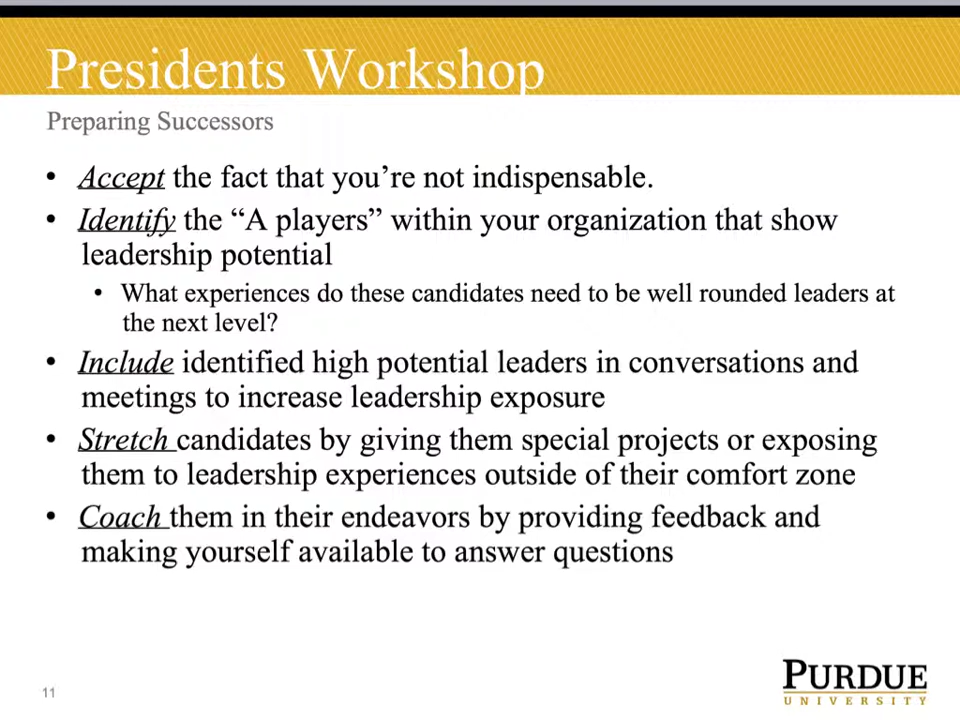 Presidents Workshop
Preparing Successors
• Accept the fact that you’re not indispensable.
• Identify the “A players” within your organization that show
leadership potential
• What experiences do these candidates need to be well rounded leaders at
the next level?
• Include identified high potential leaders in conversations and
meetings to increase leadership exposure
• Stretch candidates by giving them special projects or exposing
them to leadership experiences outside of their comfort zone
• Coach them in their endeavors by providing feedback and
making yourself available to answer questions
11
PURDUE
UNIVERSITY